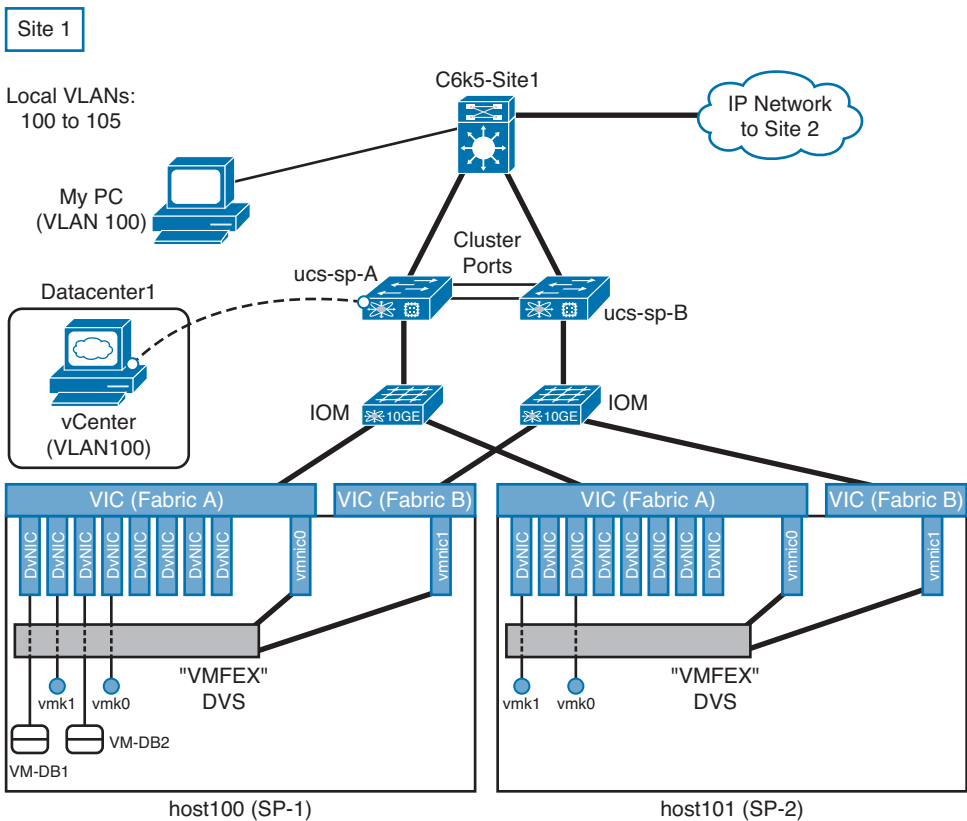 Site 1
Local VLANs:
100 to 105
C6k5-Site1
IP Network
to Site 2
My PC
(VLAN 100)
Cluster
Ports
ucs-sp-A
ucs-sp-B
Datacenter1
vCenter
(VLAN100)
IOM
10GE
10GE
IOM
VIC (Fabric A)
VIC (Fabric B)
VIC (Fabric A)
VIC (Fabric B)
DvNIC
DvNIC
DvNIC
DvNIC
DvNIC
DvNIC
DvNIC
DvNIC
vmnic0
vmnic1
DvNIC
DvNIC
DvNIC
DvNIC
DvNIC
DvNIC
DvNIC
DvNIC
vmnic0
vmnic1
"VMFEX"
DVS
vmk1
vmk0
VM-DB2
VM-DB1
"VMFEX"
DVS
vmk1
vmk0
host100 (SP-1)
host101 (SP-2)